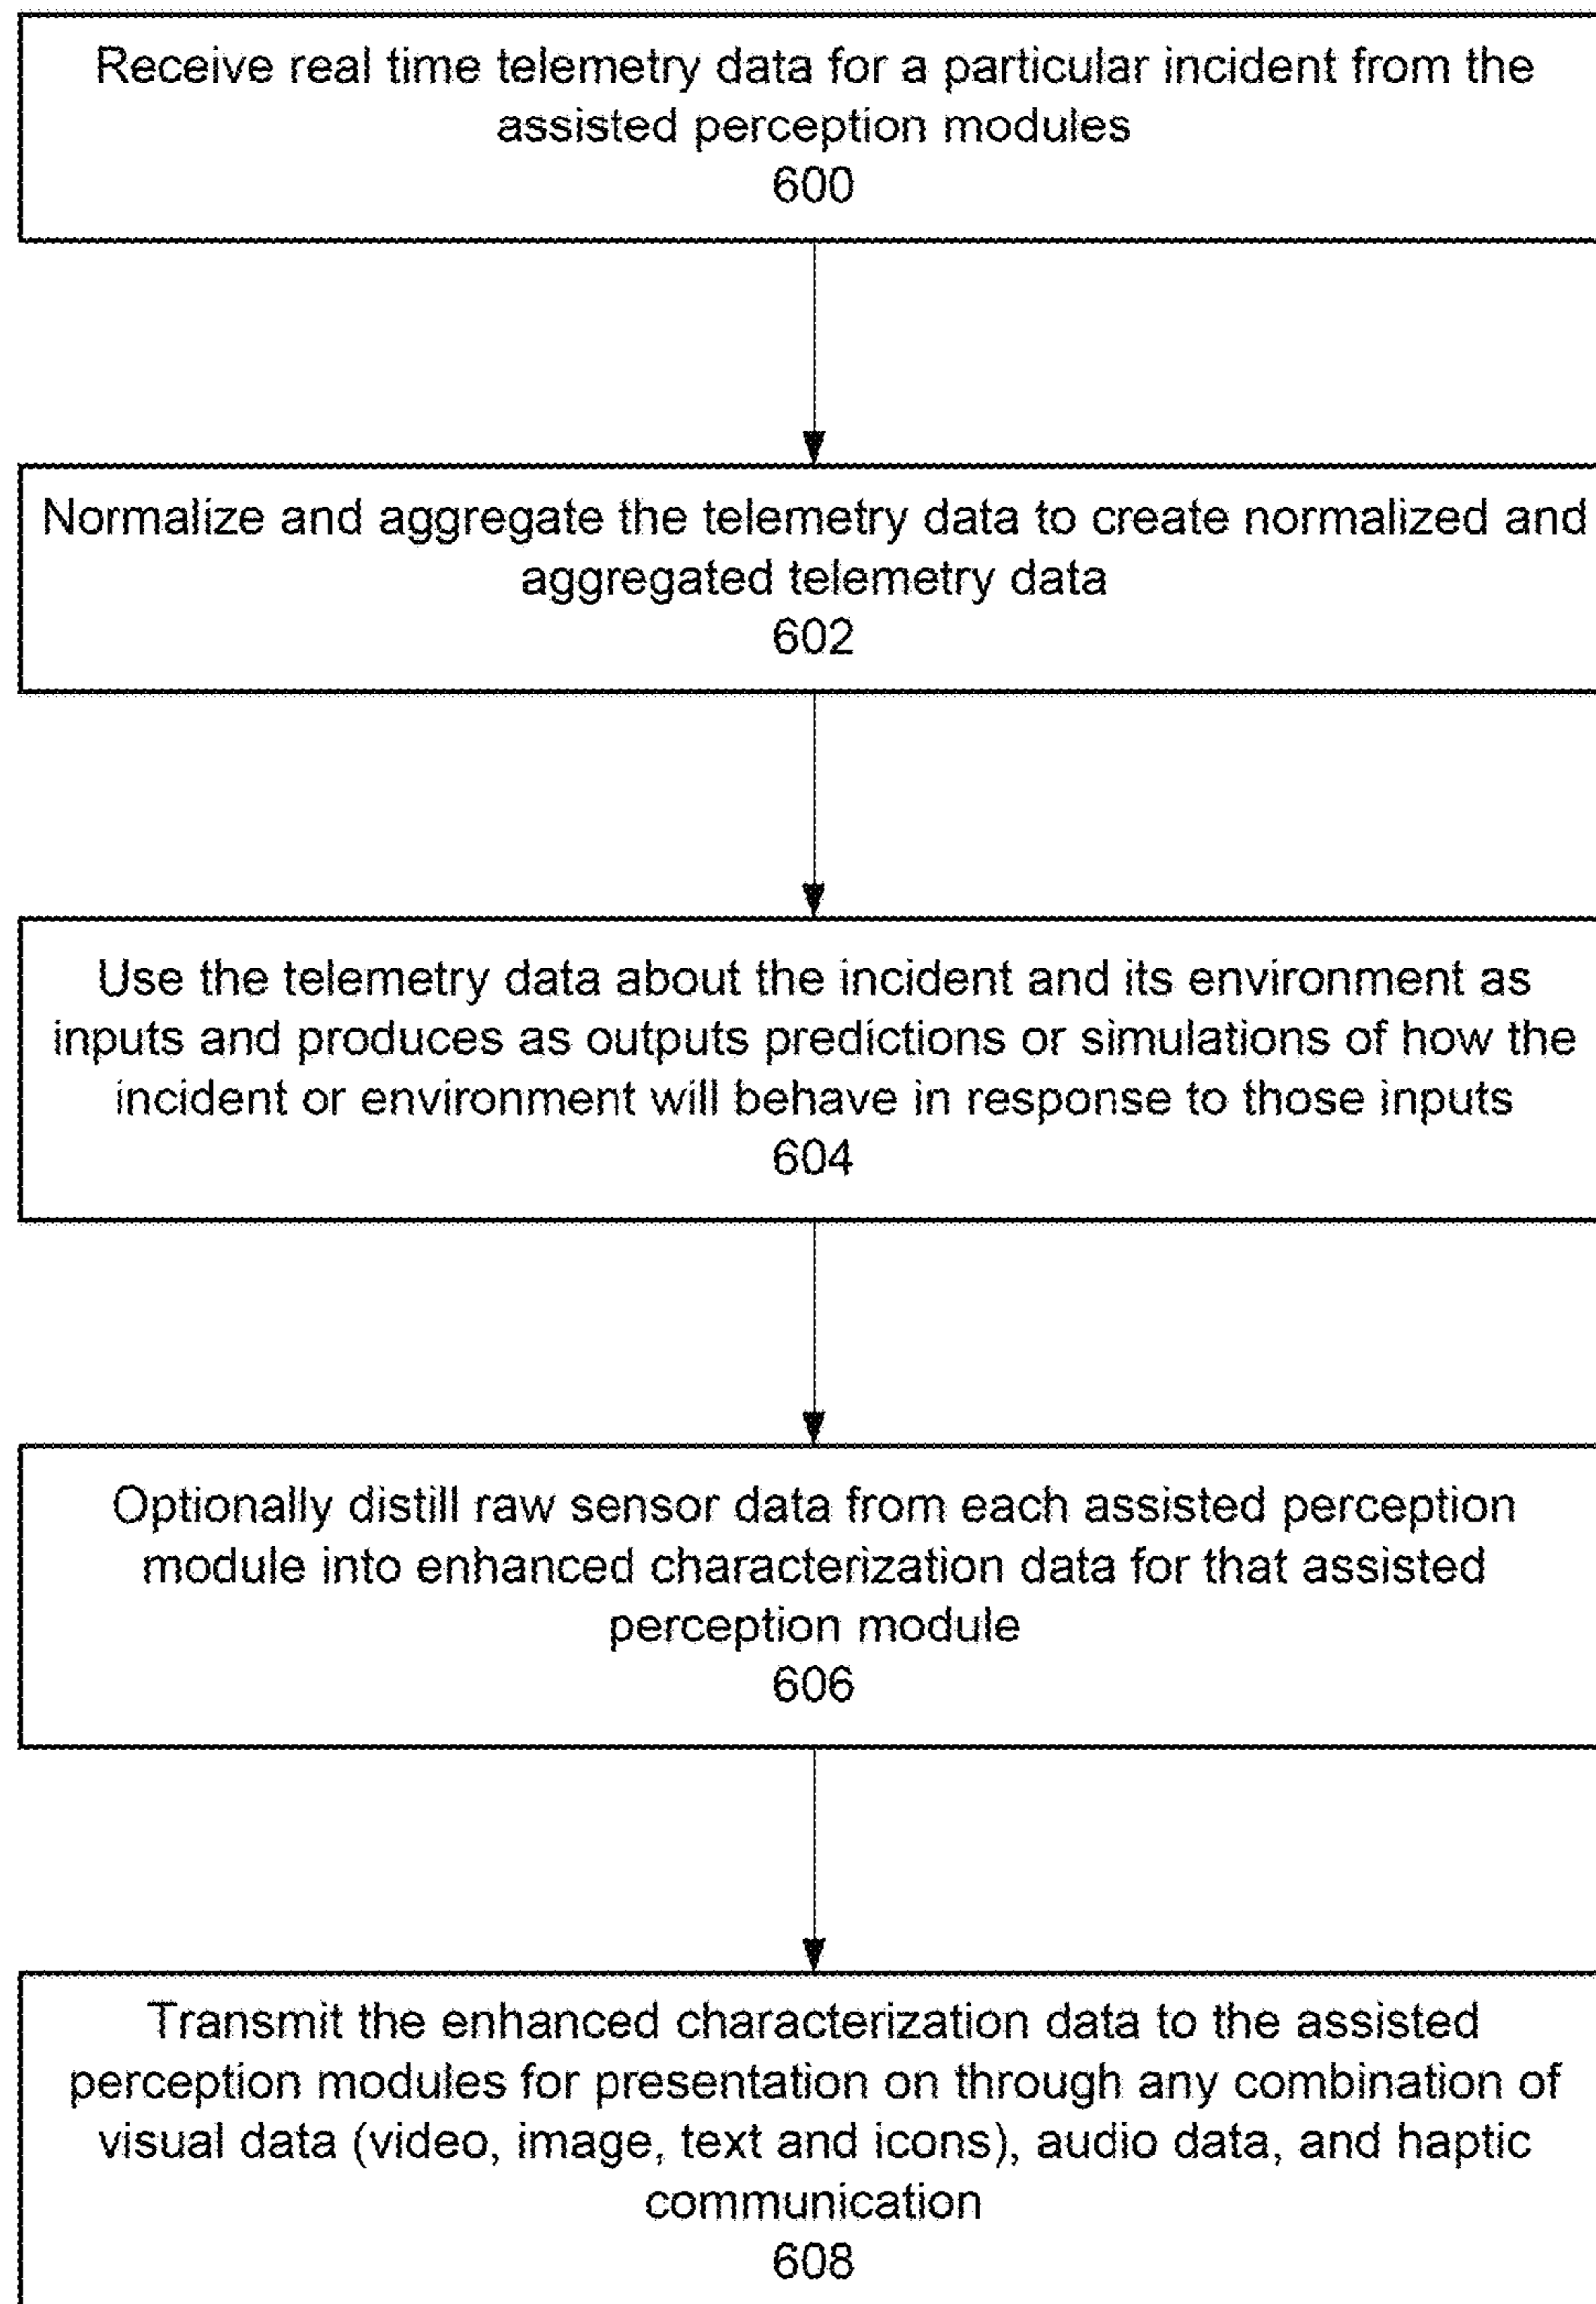 Receive real time telemetry data for a particular incident from the
assisted perception modules
600
Normalize and aggregate the telemetry data to create normalized and
aggregated telemetry data
602
Use the telemetry data about the incident and its environment as
inputs and produces as outputs predictions or simulations of how the
incident or environment will behave in response to those inputs
604
Optionally distill raw sensor data from each assisted perception
module into enhanced characterization data for that assisted
perception module
606
Transmit the enhanced characterization data to the assisted
perception modules for presentation on through any combination of
visual data (video, image, text and icons), audio data, and haptic
communication
608